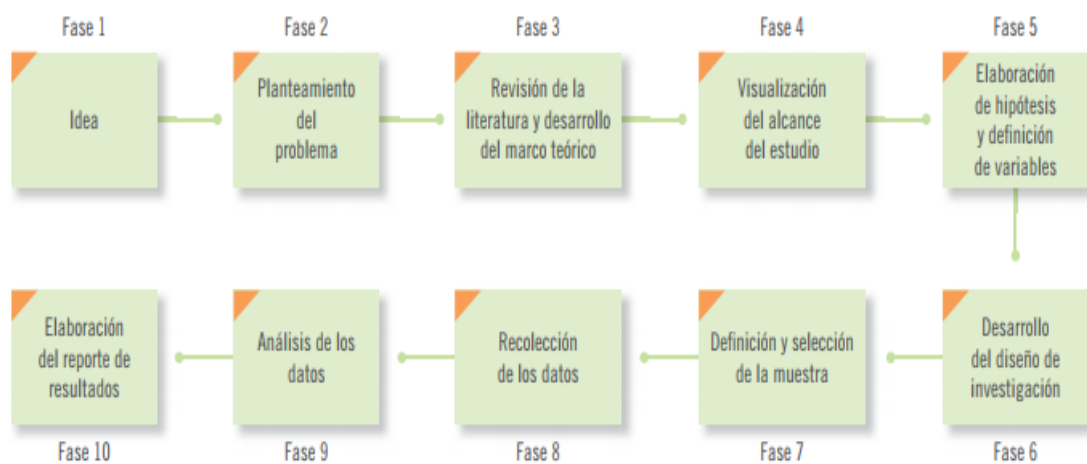 Fase 1
Idea
Fase 2
Planteamiento
del
problema
Fase 3
Revisión de la
literatura y desarrollo
del marco teórico
Fase 4
Visualización
del alcance
del estudio
Fase 5
Elaboración
de hipótesis
y definición
de variables
Desarrollo
del diseño de
investigación
Fase 6
Definición y selección
de la muestra
Fase 7
Recolección
de los datos
Fase 8
Análisis de los
datos
Fase 9
Elaboración
del reporte de
resultados
Fase 10